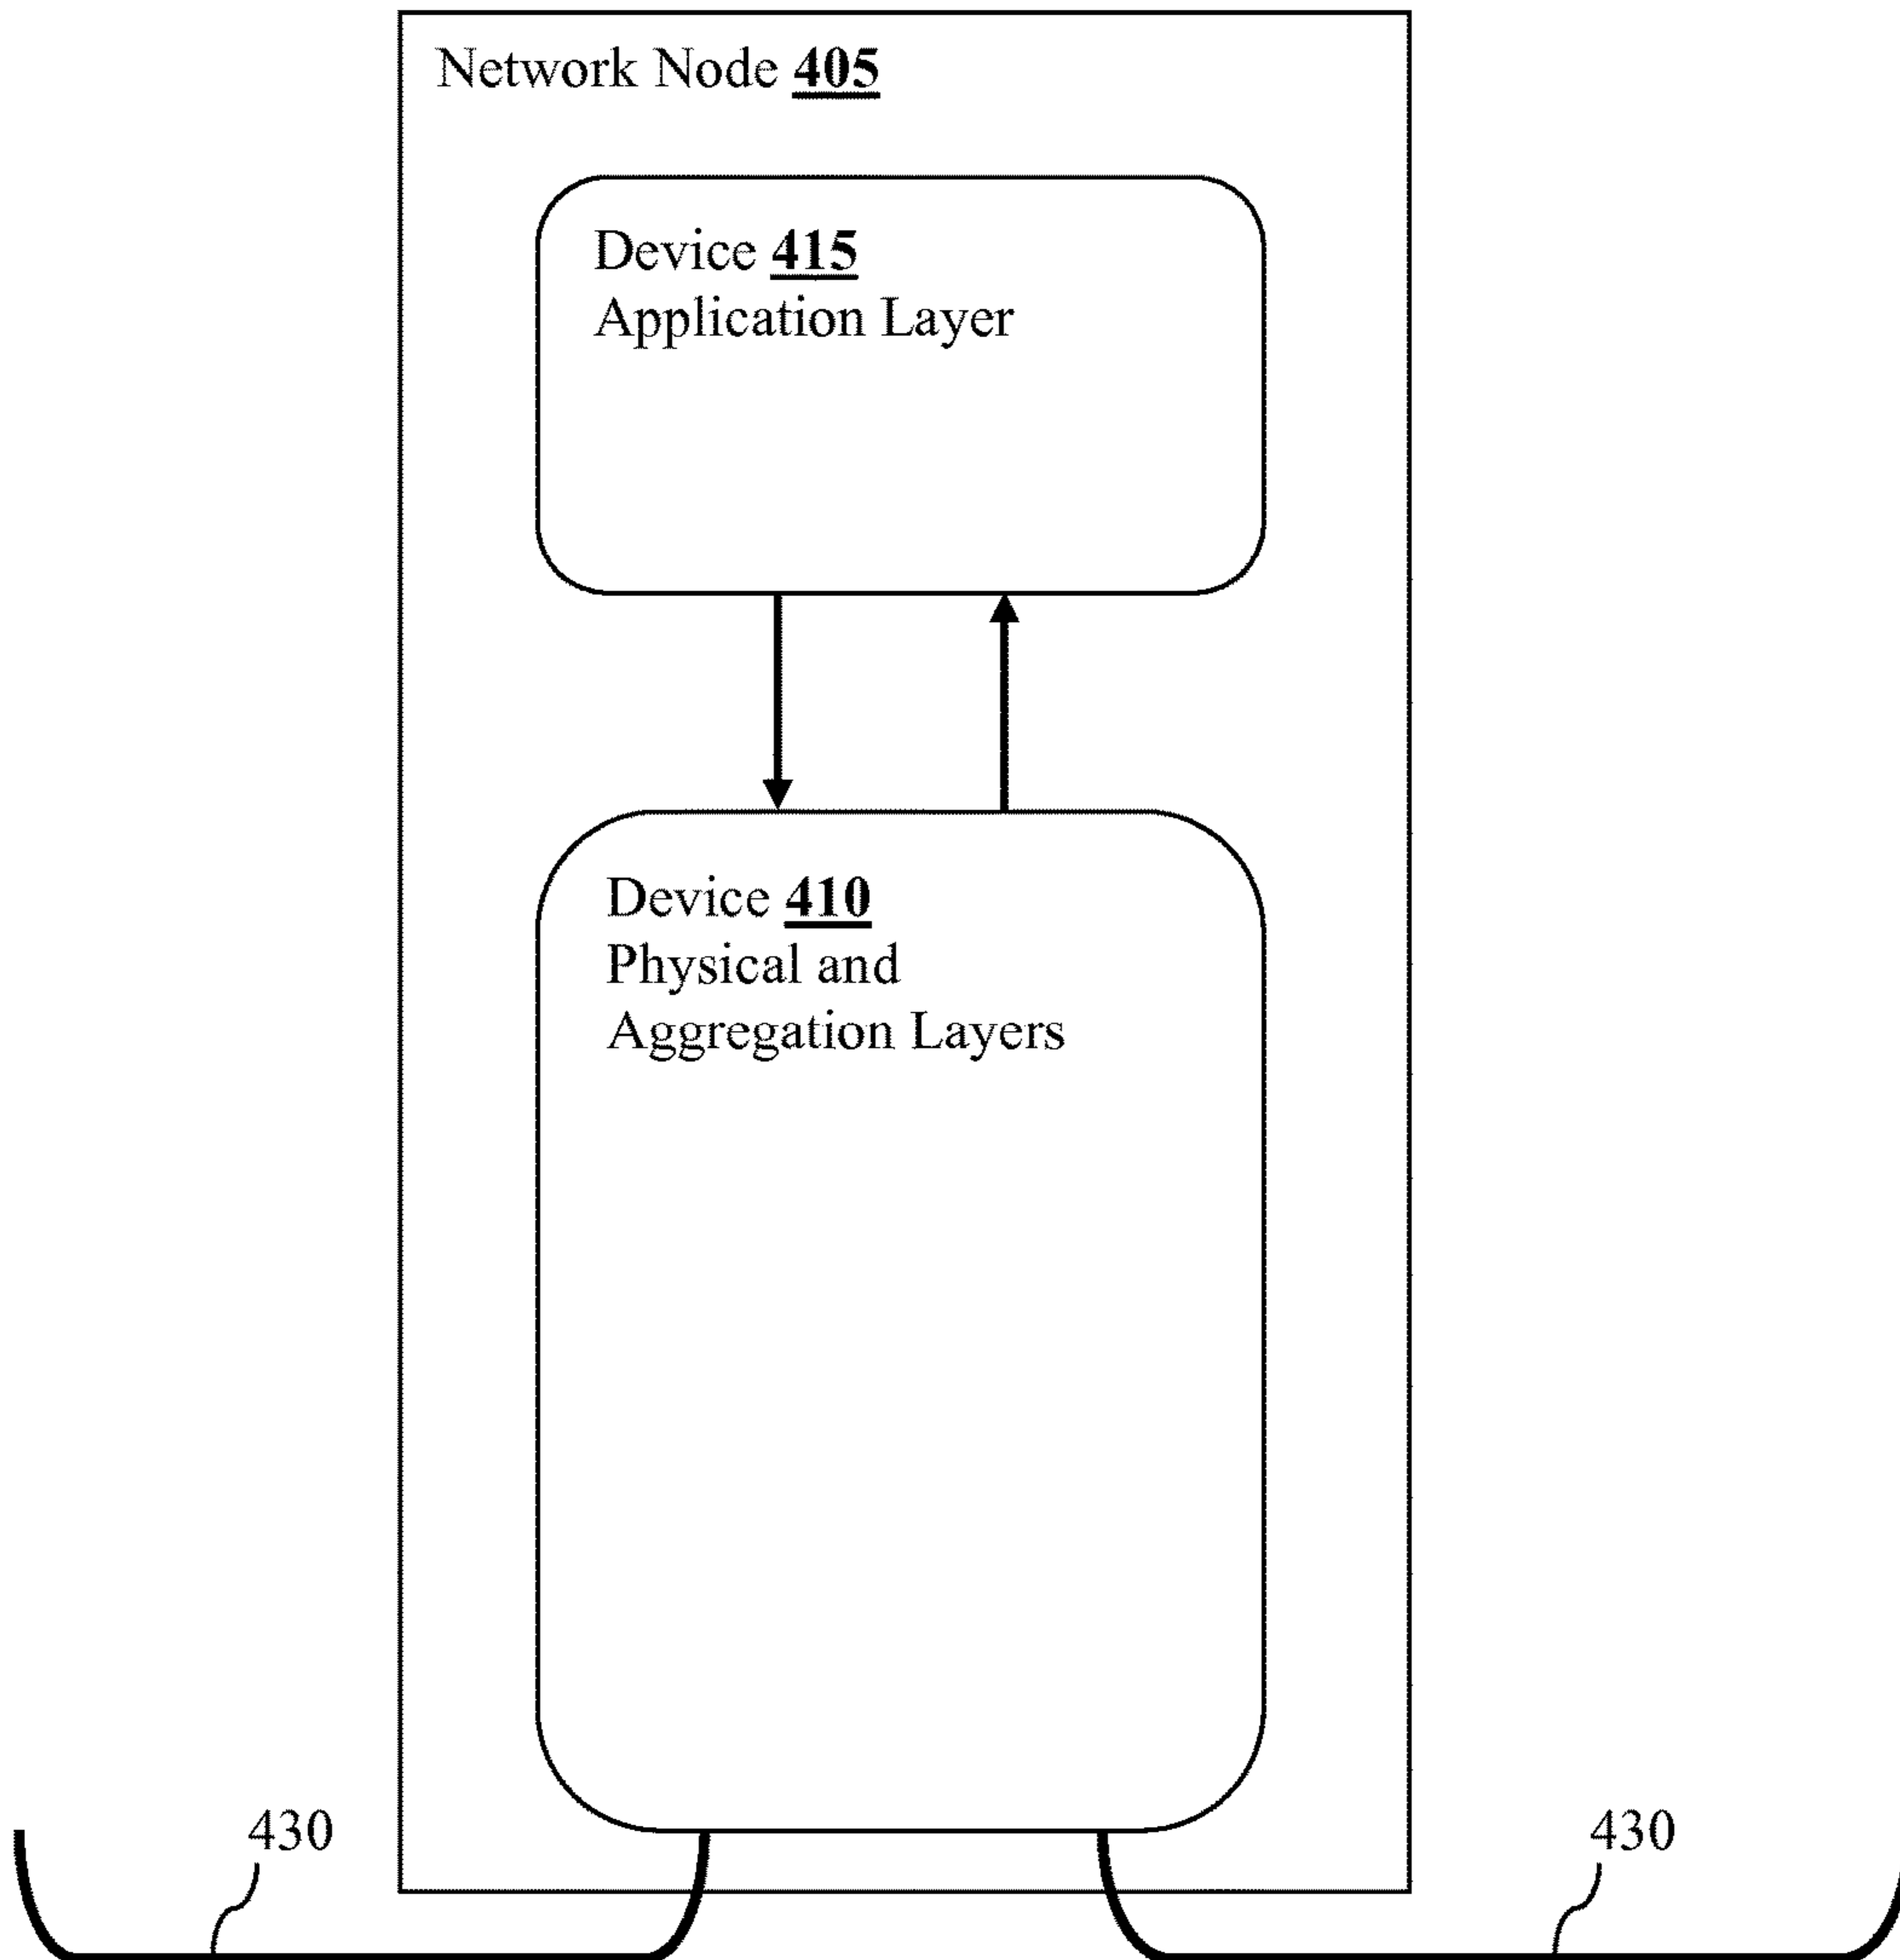 Network Node 405
Device 415
Application Layer
Device 410
Physical and
Aggregation Layers
430
430